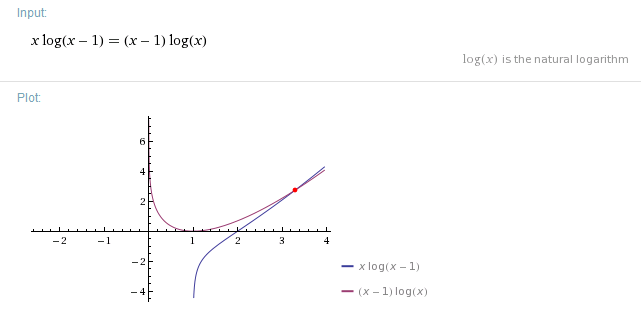 Input:
x log(x − 1) = (x − 1) log(x)
log(x) is the natural logarithm
Plot:
6
4
2
−2 −1 1 2 3 4
−2
−4
x log(x − 1)
(x − 1) log(x)